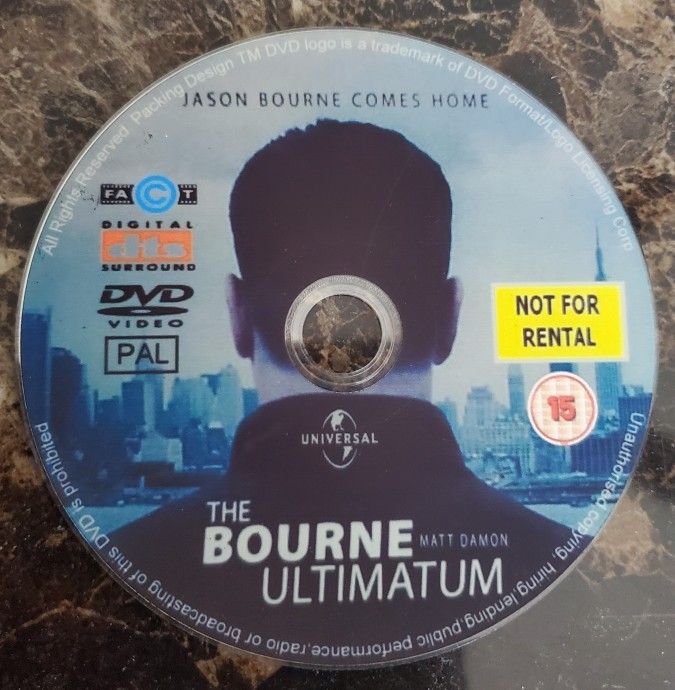 All Rights Reserved. Packing Design TM DVD logo is a trademark of DVD Format/Logo Licensing Corp
JASON BOURNE COMES HOME
FACT
DIGITAL
dts
SURROUND
DVD
VIDEO
PAL
NOT FOR
RENTAL
15
UNIVERSAL
THE
BOURNE
MATT DAMON
ULTIMATUM
Unauthorised copying, hiring,lending,public performance,radio or broadcasting of this DVD is prohibited